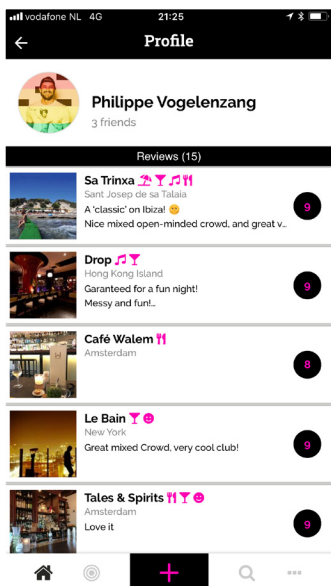 vodafone NL 4G 21:25
Profile
Philippe Vogelenzang
3 friends
Reviews (15)
Sa Trinxa
Sant Josep de sa Talaia
A 'classic' on Ibiza!
Nice mixed open-minded crowd, and great v...
9
Drop
Hong Kong Island
Garanteed for a fun night!
Messy and fun!..
9
Café Walem
Amsterdam
8
Le Bain
New York
Great mixed Crowd, very cool club!
9
Tales & Spirits
Amsterdam
Love it
9